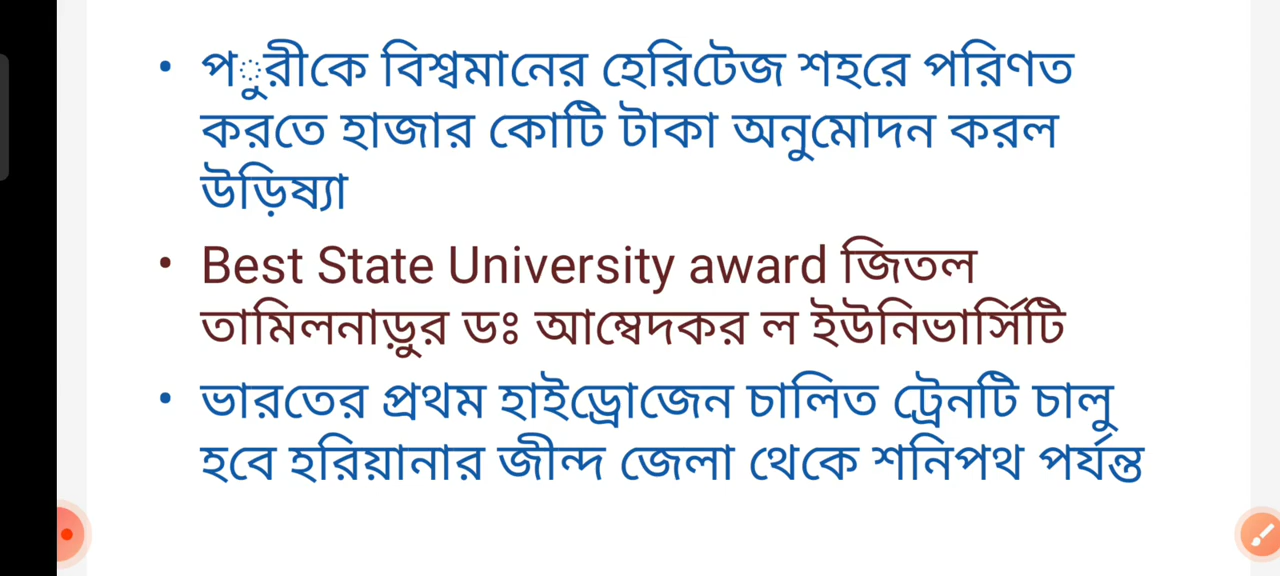 • পুরীকে বিশ্বমানের হেরিটেজ শহরে পরিণত
করতে হাজার কোটি টাকা অনুমোদন করল
উড়িষ্যা
• Best State University award জিতল
তামিলনাড়ুর ডঃ আম্বেদকর ল ইউনিভার্সিটি
• ভারতের প্রথম হাইড্রোজেন চালিত ট্রেনটি চালু
হবে হরিয়ানার জীন্দ জেলা থেকে শনিপথ পর্যন্ত